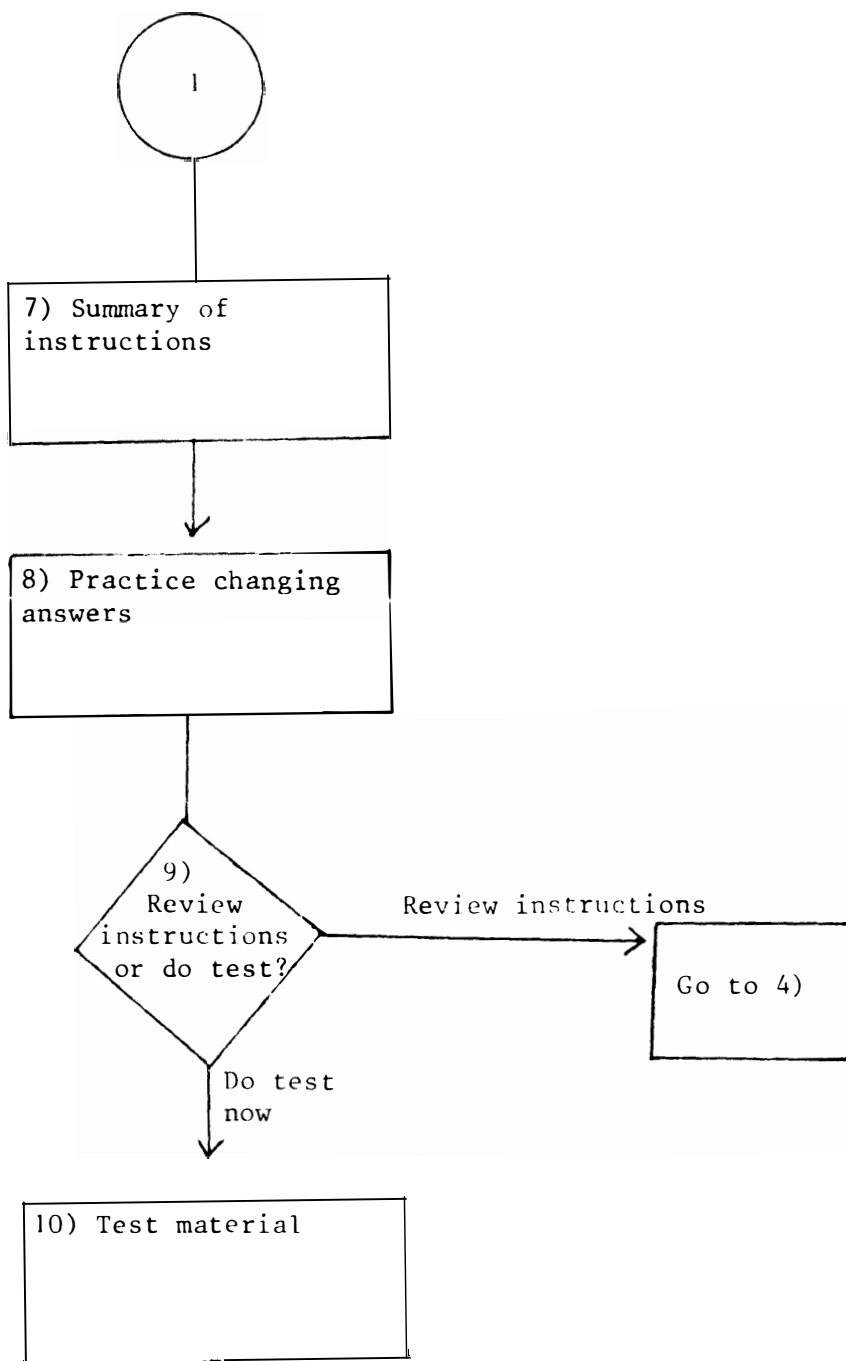 1
7) Summary of
instructions
8) Practice changing
answers
9)
Review
instructions
or do test?
Review instructions
Go to 4)
Do test
now
10) Test material